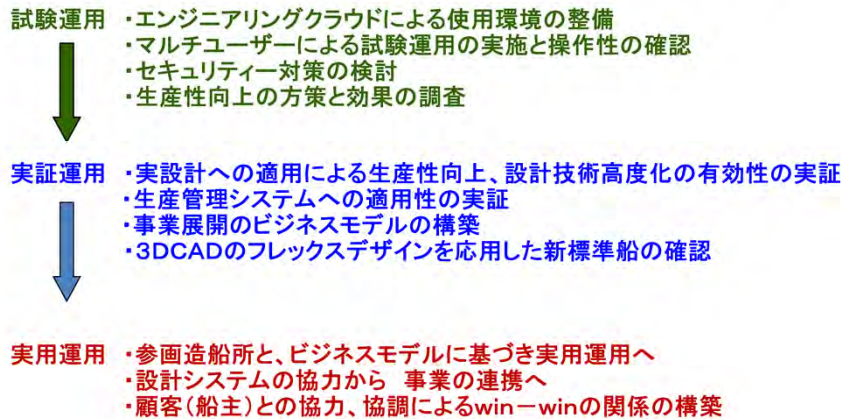 試験運用 ・エンジニアリングクラウドによる使用環境の整備
・マルチユーザーによる試験運用の実施と操作性の確認
・セキュリティー対策の検討
・生産性向上の方策と効果の調査
実証運用 ・実設計への適用による生産性向上、設計技術高度化の有効性の実証
・生産管理システムへの適用性の実証
・事業展開のビジネスモデルの構築
・3DCADのフレックスデザインを応用した新標準船の確認
実用運用 ・参画造船所と、ビジネスモデルに基づき実用運用へ
・設計システムの協力から 事業の連携へ
・顧客(船主)との協力、協調によるwin-winの関係の構築